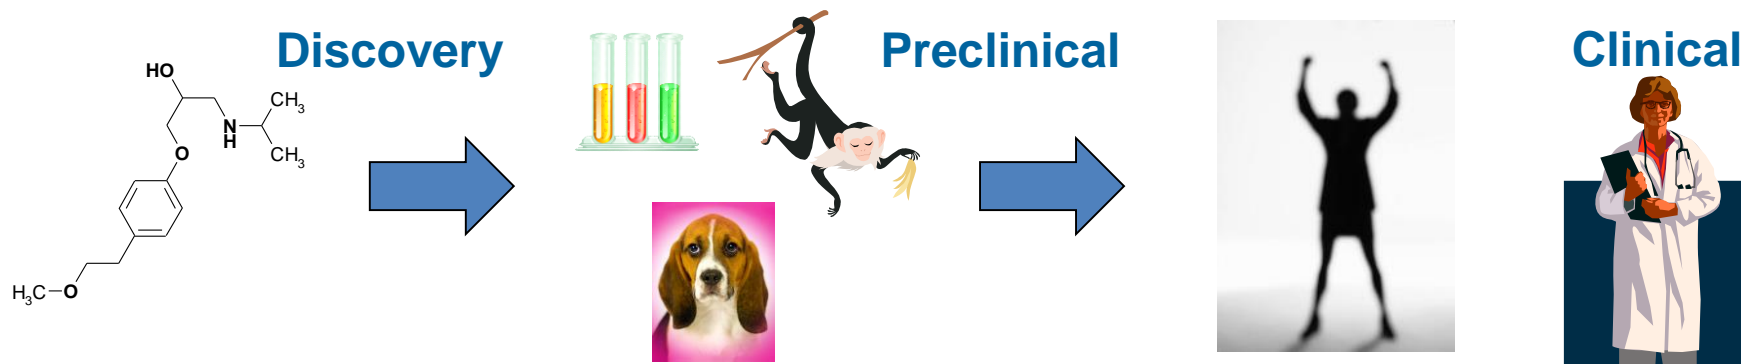 Discovery
Preclinical
Clinical
HO
CH3
N
H
CH3
O
H3C-O